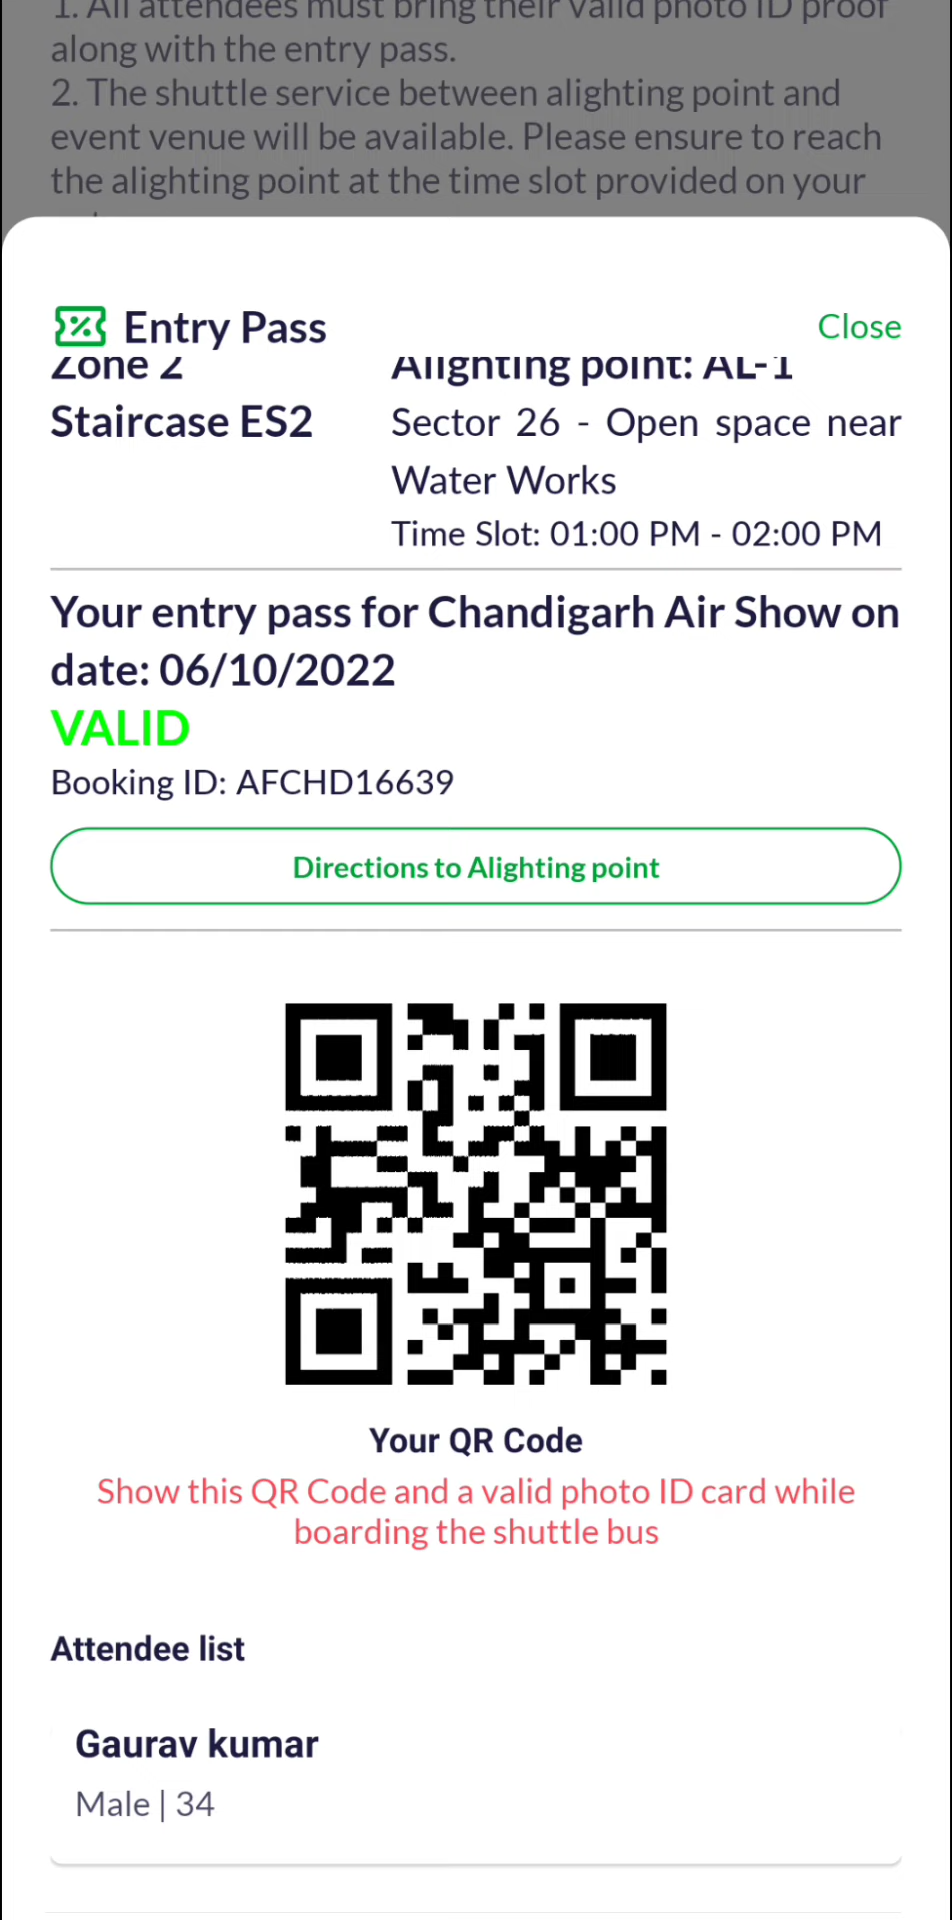 1. All attendees must bring their valid photo ID proof
along with the entry pass.
2. The shuttle service between alighting point and
event venue will be available. Please ensure to reach
the alighting point at the time slot provided on your
Entry Pass
Close
Zone 2
Alighting point: AL-1
Staircase ES2
Sector 26 - Open space near
Water Works
Time Slot: 01:00 PM - 02:00 PM
Your entry pass for Chandigarh Air Show on
date: 06/10/2022
VALID
Booking ID: AFCHD16639
Directions to Alighting point
Your QR Code
Show this QR Code and a valid photo ID card while
boarding the shuttle bus
Attendee list
Gaurav kumar
Male | 34